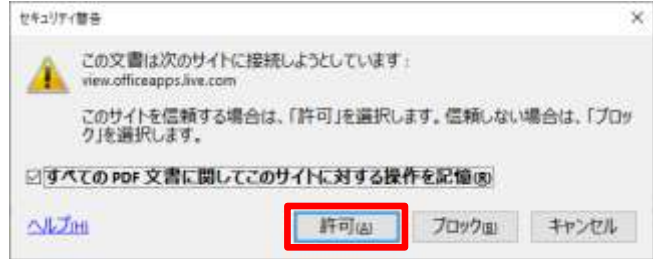 セキュリティ警告
この文書は次のサイトに接続しようとしています:
view.officeapps.live.com
このサイトを信頼する場合は、「許可」を選択します。信頼しない場合は、「ブロッ
ク」を選択します。
すべての PDF 文書に関してこのサイトに対する操作を記憶(R)
ヘルプ(H) 許可(A) ブロック(B) キャンセル